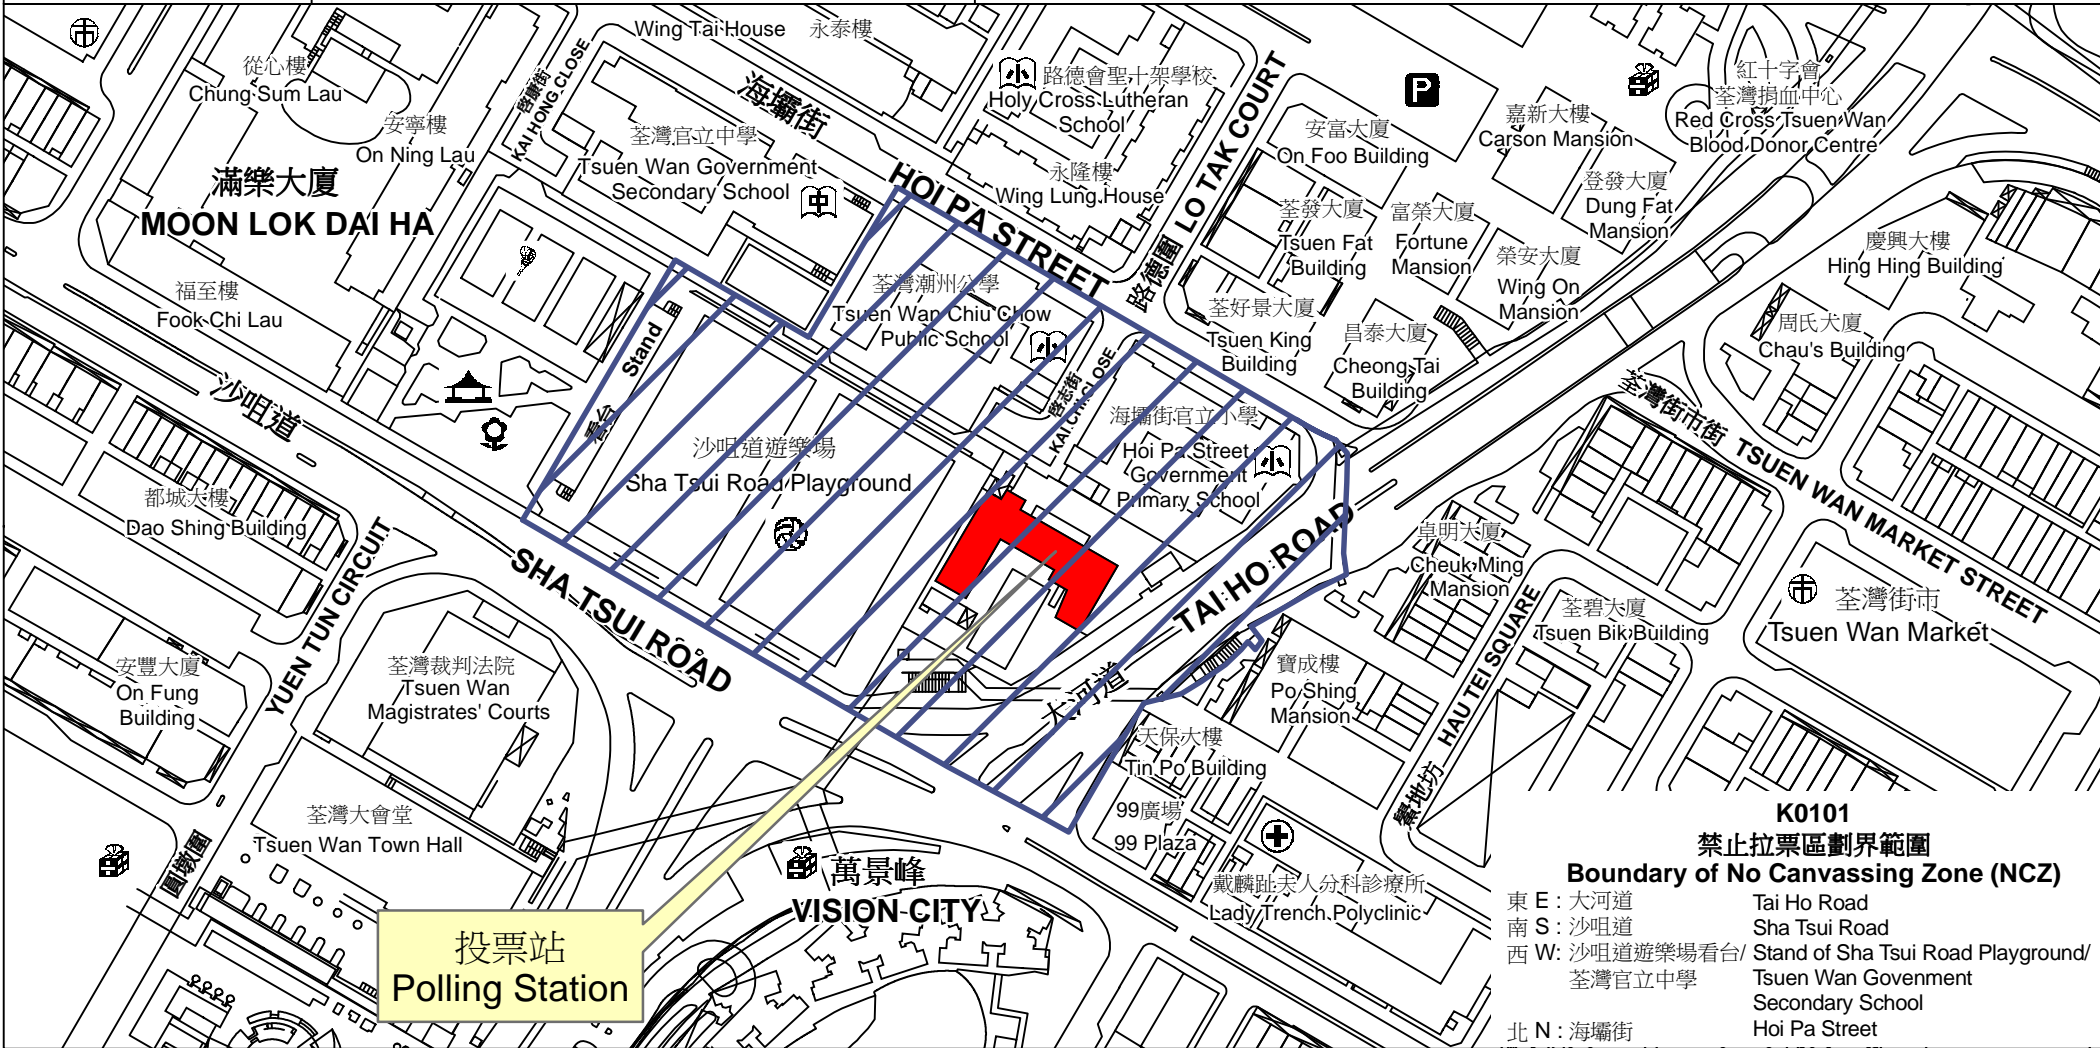 Wing Tai House 永泰樓
從心樓
Chung Sum Lau
安寧樓
On Ning Lau
滿樂大廈
MOON LOK DAI HA
福至樓
Fook Chi Lau
啓康街
KAI HONG CLOSE
海壩街
HOI PA STREET
荃灣官立中學
Tsuen Wan Government
Secondary School
中
小
路德會聖十架學校
Holy Cross Lutheran
School
永隆樓
Wing Lung House
路德圍 LO TAK COURT
P
安富大廈
On Foo Building
嘉新大樓
Carson Mansion
紅十字會
荃灣捐血中心
Red Cross Tsuen Wan
Blood Donor Centre
登發大廈
Dung Fat
Mansion
荃發大廈
Tsuen Fat
Building
富榮大廈
Fortune
Mansion
榮安大廈
Wing On
Mansion
慶興大樓
Hing Hing Building
荃好景大廈
Tsuen King
Building
昌泰大廈
Cheong Tai
Building
周氏大廈
Chau's Building
荃灣潮州公學
Tsuen Wan Chiu Chow
Public School
小
啓志街
KAI CHI CLOSE
海壩街官立小學
Hoi Pa Street
Government
Primary School
小
看台
Stand
沙咀道遊樂場
Sha Tsui Road Playground
沙咀道
SHA TSUI ROAD
都城大樓
Dao Shing Building
YUEN TUN CIRCUIT
圓墩圍
安豐大廈
On Fung
Building
荃灣裁判法院
Tsuen Wan
Magistrates' Courts
荃灣大會堂
Tsuen Wan Town Hall
大河道
TAI HO ROAD
荃灣街市街 TSUEN WAN MARKET STREET
卓明大廈
Cheuk Ming
Mansion
荃碧大廈
Tsuen Bik Building
市
荃灣街市
Tsuen Wan Market
寶成樓
Po Shing
Mansion
HAU TEI SQUARE
天保大樓
Tin Po Building
99廣場
99 Plaza
戴麟趾夫人分科診療所
Lady Trench Polyclinic
萬景峰
VISION CITY
投票站
Polling Station
K0101
禁止拉票區劃界範圍
Boundary of No Canvassing Zone (NCZ)
東 E : 大河道 Tai Ho Road
南 S : 沙咀道 Sha Tsui Road
西 W: 沙咀道遊樂場看台/ Stand of Sha Tsui Road Playground/
荃灣官立中學 Tsuen Wan Govenment
Secondary School
北 N : 海壩街 Hoi Pa Street